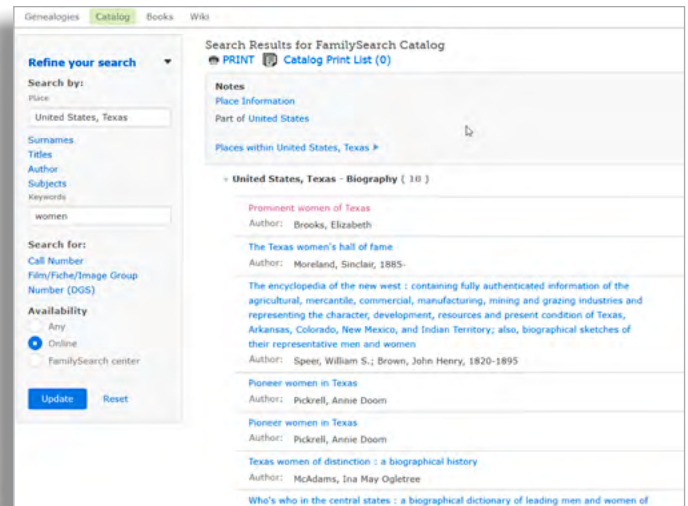 Genealogies Catalog Books Wiki
Refine your search
Search by:
Place
United States, Texas
Surnames
Titles
Author
Subjects
Keywords
women
Search for:
Call Number
Film/Fiche/Image Group
Number (DGS)
Availability
Any
Online
FamilySearch center
Update Reset
Search Results for FamilySearch Catalog
PRINT Catalog Print List (0)
Notes
Place Information
Part of United States
Places within United States, Texas
United States, Texas - Biography ( 10 )
Prominent women of Texas
Author: Brooks, Elizabeth
The Texas women's hall of fame
Author: Moreland, Sinclair, 1885-
The encyclopedia of the new west : containing fully authenticated information of the
agricultural, mercantile, commercial, manufacturing, mining and grazing industries and
representing the character, development, resources and present condition of Texas,
Arkansas, Colorado, New Mexico, and Indian Territory; also, biographical sketches of
their representative men and women
Author: Speer, William S.; Brown, John Henry, 1820-1895
Pioneer women in Texas
Author: Pickrell, Annie Doom
Pioneer women in Texas
Author: Pickrell, Annie Doom
Texas women of distinction : a biographical history
Author: McAdams, Ina May Ogletree
Who's who in the central states : a biographical dictionary of leading men and women of